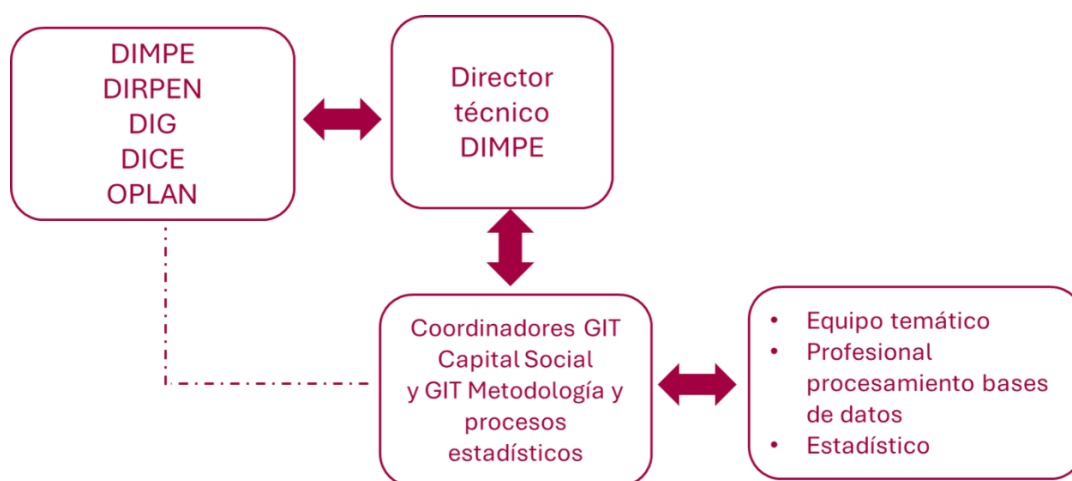 DIMPE
DIRPEN
DIG
DICE
OPLAN
Director
técnico
DIMPE
Coordinadores GIT
Capital Social
y GIT Metodología y
procesos
estadísticos
• Equipo temático
• Profesional
procesamiento bases
de datos
• Estadístico